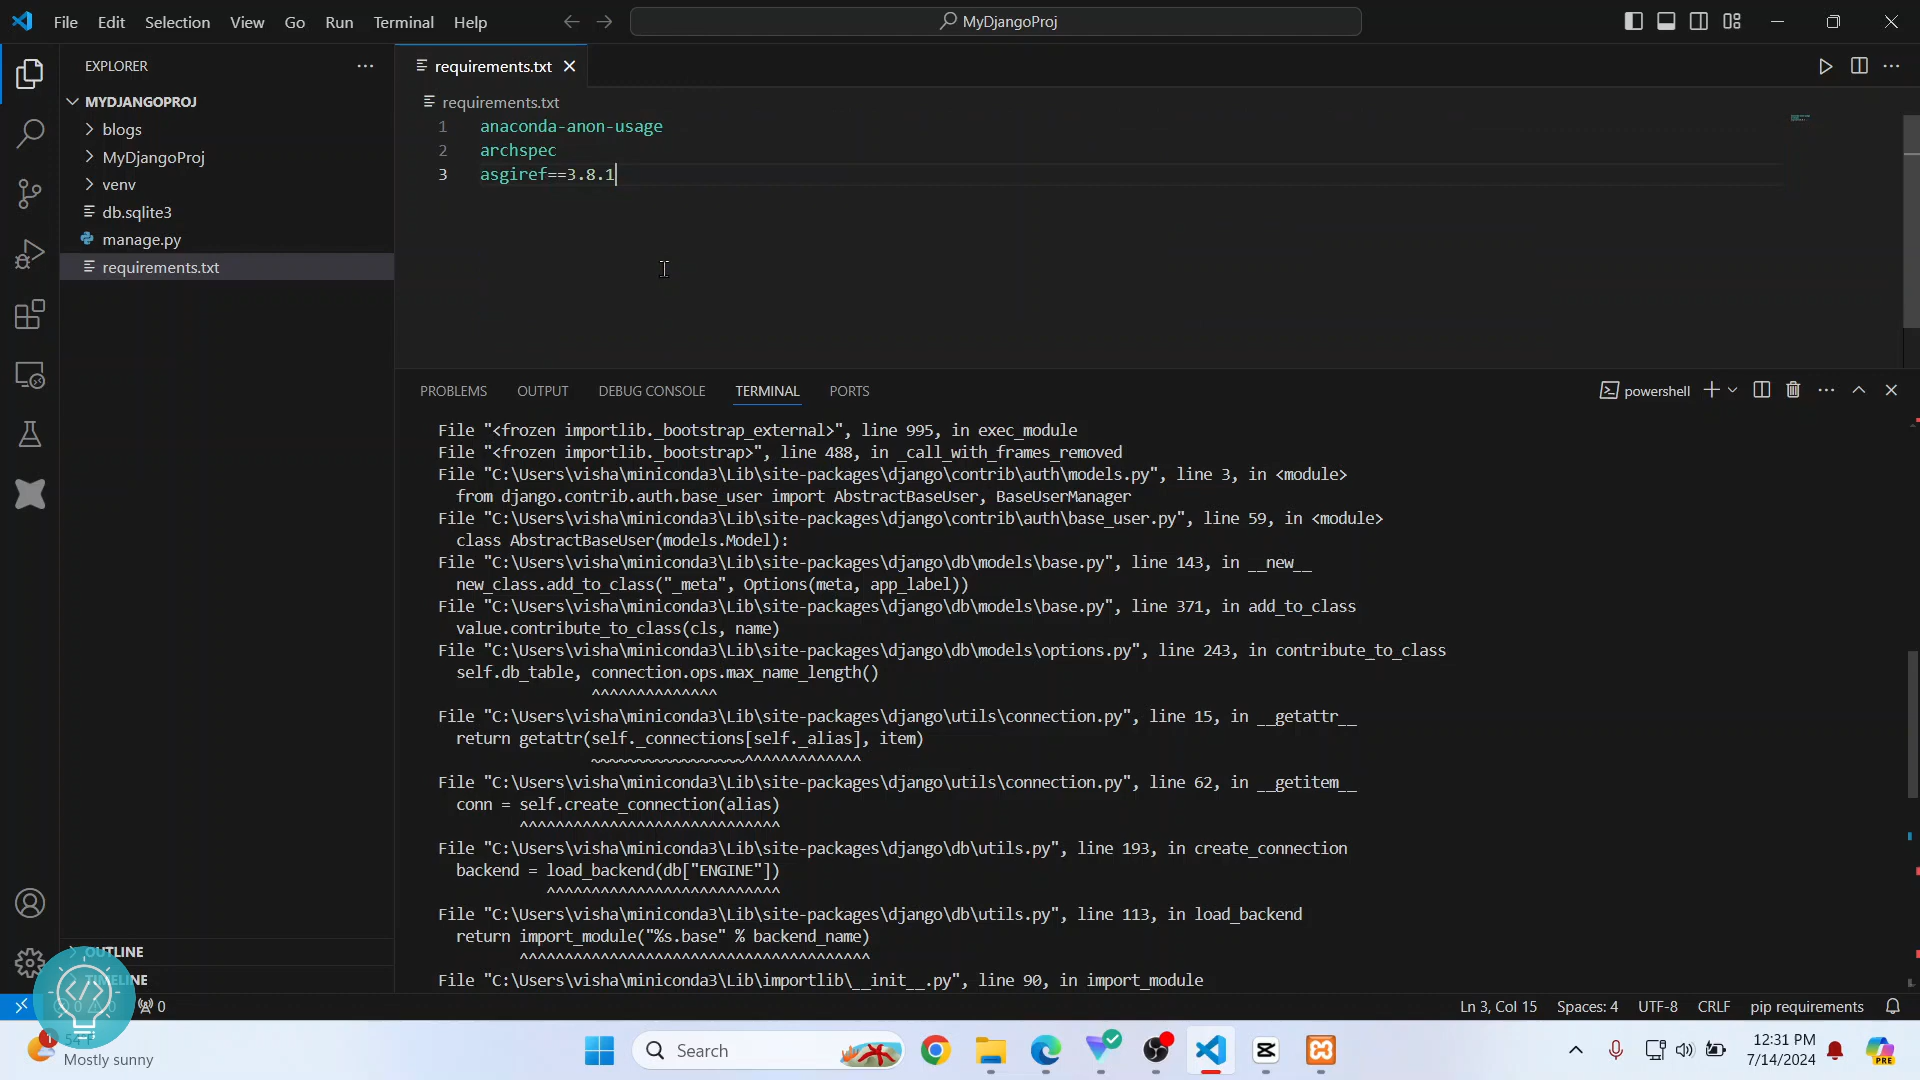 File Edit Selection View Go Run Terminal Help
MyDjangoProj
EXPLORER
MYDJANGOPROJ
blogs
MyDjangoProj
venv
db.sqlite3
manage.py
requirements.txt
OUTLINE
TIMELINE
requirements.txt
requirements.txt
1 anaconda-anon-usage
2 archspec
3 asgiref==3.8.1
PROBLEMS OUTPUT DEBUG CONSOLE TERMINAL PORTS
powershell
File "<frozen importlib._bootstrap_external>", line 995, in exec_module
File "<frozen importlib._bootstrap>", line 488, in _call_with_frames_removed
File "C:\Users\visha\miniconda3\Lib\site-packages\django\contrib\auth\models.py", line 3, in <module>
from django.contrib.auth.base_user import AbstractBaseUser, BaseUserManager
File "C:\Users\visha\miniconda3\Lib\site-packages\django\contrib\auth\base_user.py", line 59, in <module>
class AbstractBaseUser(models.Model):
File "C:\Users\visha\miniconda3\Lib\site-packages\django\db\models\base.py", line 143, in __new__
new_class.add_to_class("_meta", Options(meta, app_label))
File "C:\Users\visha\miniconda3\Lib\site-packages\django\db\models\base.py", line 371, in add_to_class
value.contribute_to_class(cls, name)
File "C:\Users\visha\miniconda3\Lib\site-packages\django\db\models\options.py", line 243, in contribute_to_class
self.db_table, connection.ops.max_name_length()
^^^^^^^^^^^^^^
File "C:\Users\visha\miniconda3\Lib\site-packages\django\utils\connection.py", line 15, in __getattr__
return getattr(self._connections[self._alias], item)
~~~~~~~~~~~~~~~~~^^^^^^^^^^^^^
File "C:\Users\visha\miniconda3\Lib\site-packages\django\utils\connection.py", line 62, in __getitem__
conn = self.create_connection(alias)
^^^^^^^^^^^^^^^^^^^^^^^^^^^^^
File "C:\Users\visha\miniconda3\Lib\site-packages\django\db\utils.py", line 193, in create_connection
backend = load_backend(db["ENGINE"])
^^^^^^^^^^^^^^^^^^^^^^^^^^
File "C:\Users\visha\miniconda3\Lib\site-packages\django\db\utils.py", line 113, in load_backend
return import_module("%s.base" % backend_name)
^^^^^^^^^^^^^^^^^^^^^^^^^^^^^^^^^^^^^^^
File "C:\Users\visha\miniconda3\Lib\importlib\__init__.py", line 90, in import_module
0 Ln 3, Col 15 Spaces: 4 UTF-8 CRLF pip requirements
1
Mostly sunny
Search
12:31 PM
7/14/2024
PRE